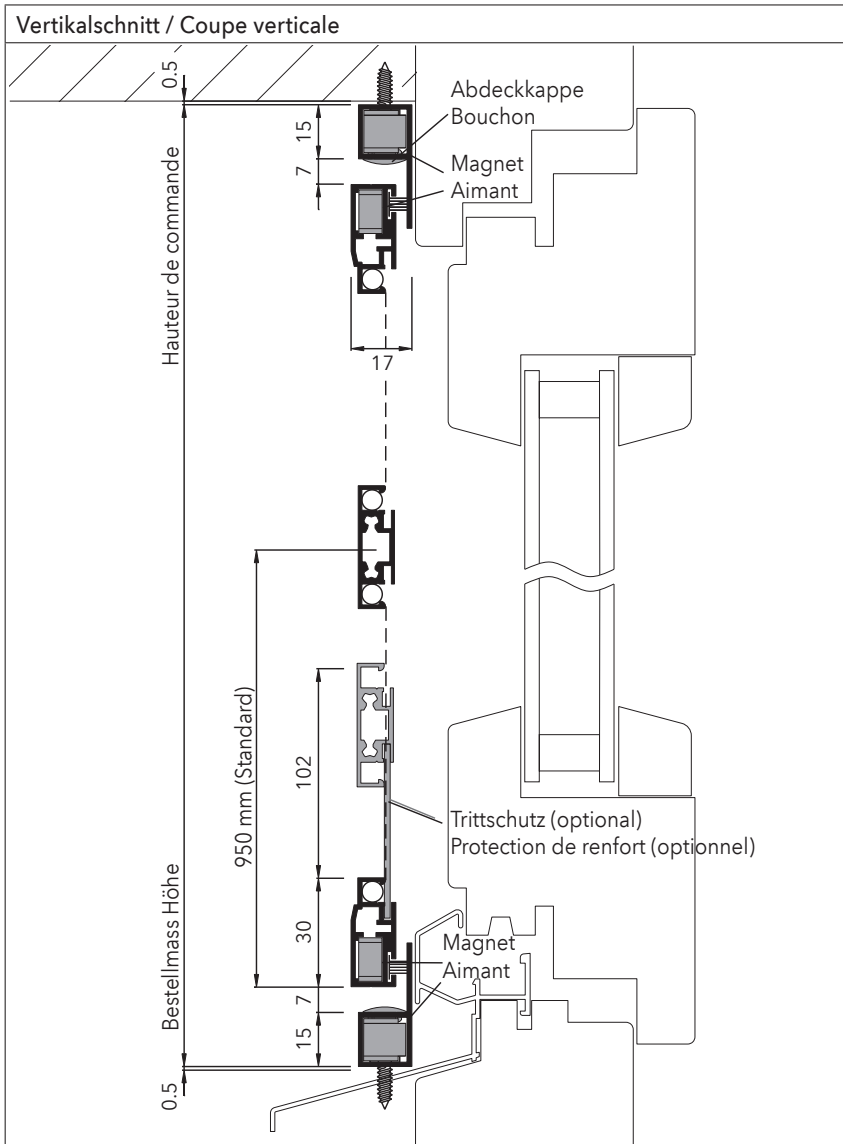 Vertikalschnitt / Coupe verticale
0.5
Abdeckkappe
Bouchon
15
Magnet
Aimant
7
Hauteur de commande
17
950 mm (Standard)
102
Trittschutz (optional)
Protection de renfort (optionnel)
30
Magnet
Aimant
Bestellmass Höhe
7
15
0.5